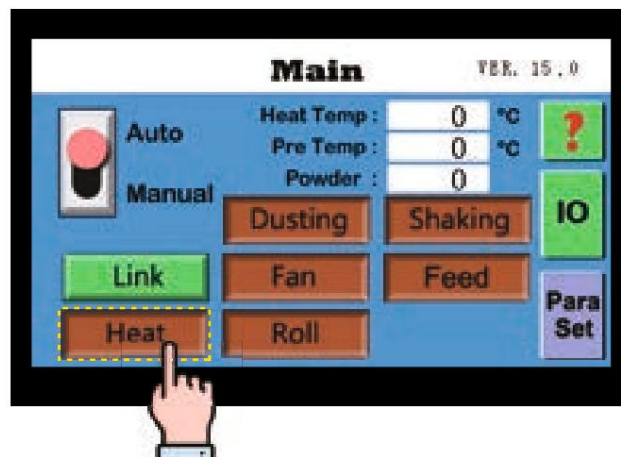 Main VER. 15.0
Heat Temp : 0 °C
Auto
Pre Temp : 0 °C
?
Powder : 0
Manual
Dusting Shaking IO
Link Fan Feed
Para
Set
Heat Roll